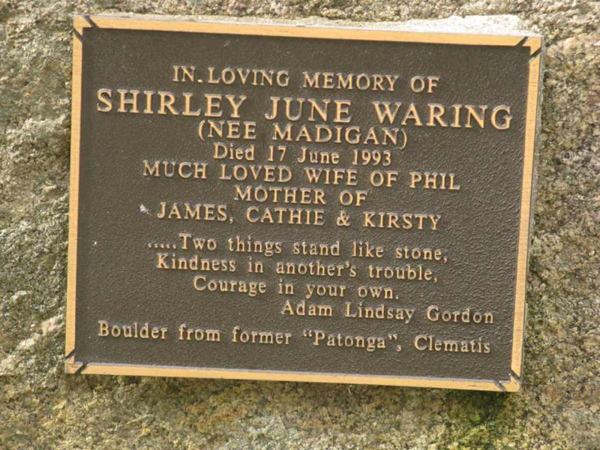 IN LOVING MEMORY OF
SHIRLEY JUNE WARING
(NEE MADIGAN)
Died 17 June 1993
MUCH LOVED WIFE OF PHIL
MOTHER OF
JAMES, CATHIE & KIRSTY
.....Two things stand like stone,
Kindness in another's trouble,
Courage in your own.
Adam Lindsay Gordon
Boulder from former "Patonga", Clematis